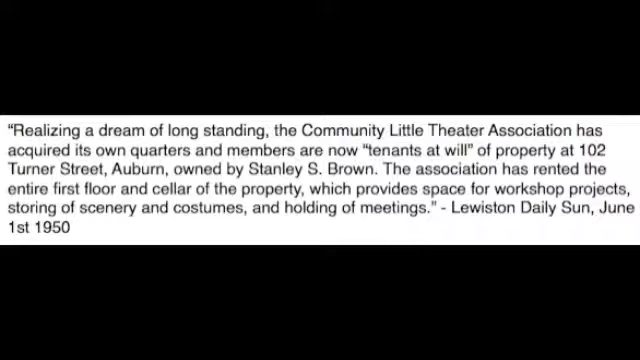 “Realizing a dream of long standing, the Community Little Theater Association has
acquired its own quarters and members are now “tenants at will” of property at 102
Turner Street, Auburn, owned by Stanley S. Brown. The association has rented the
entire first floor and cellar of the property, which provides space for workshop projects,
storing of scenery and costumes, and holding of meetings.” - Lewiston Daily Sun, June
1st 1950